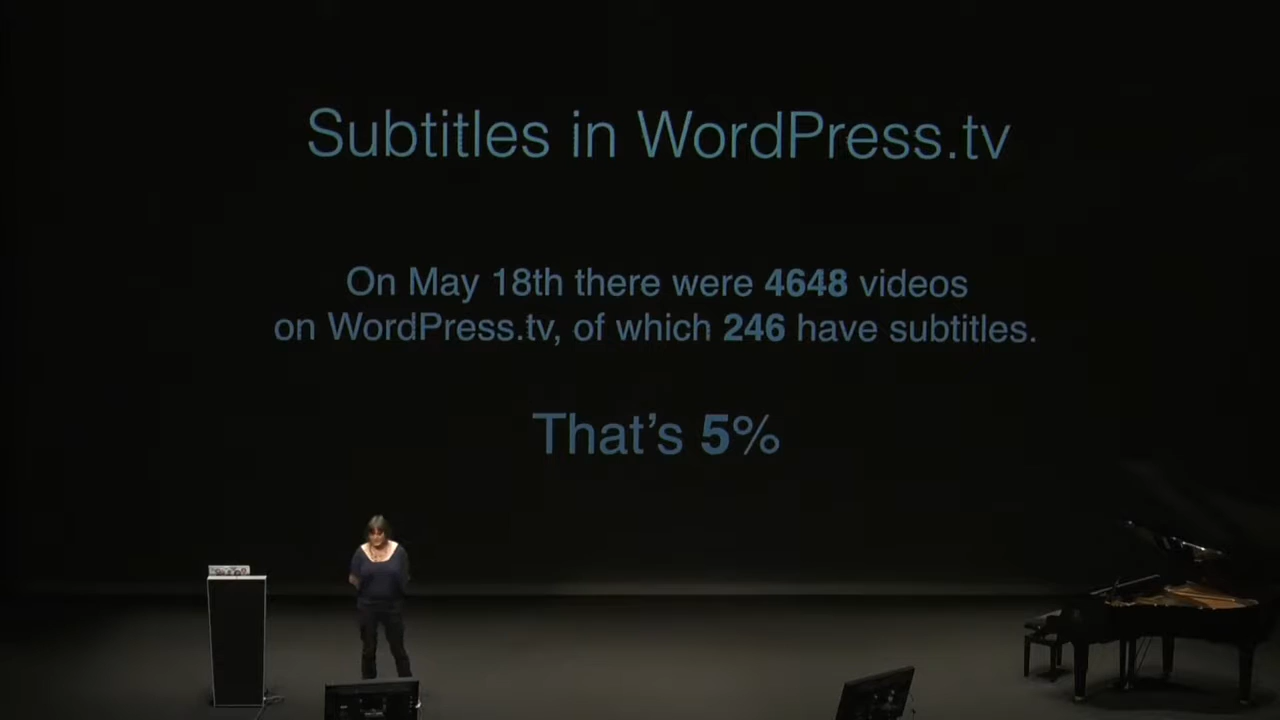 Subtitles in WordPress.tv
On May 18th there were 4648 videos
on WordPress.tv, of which 246 have subtitles.
That's 5%